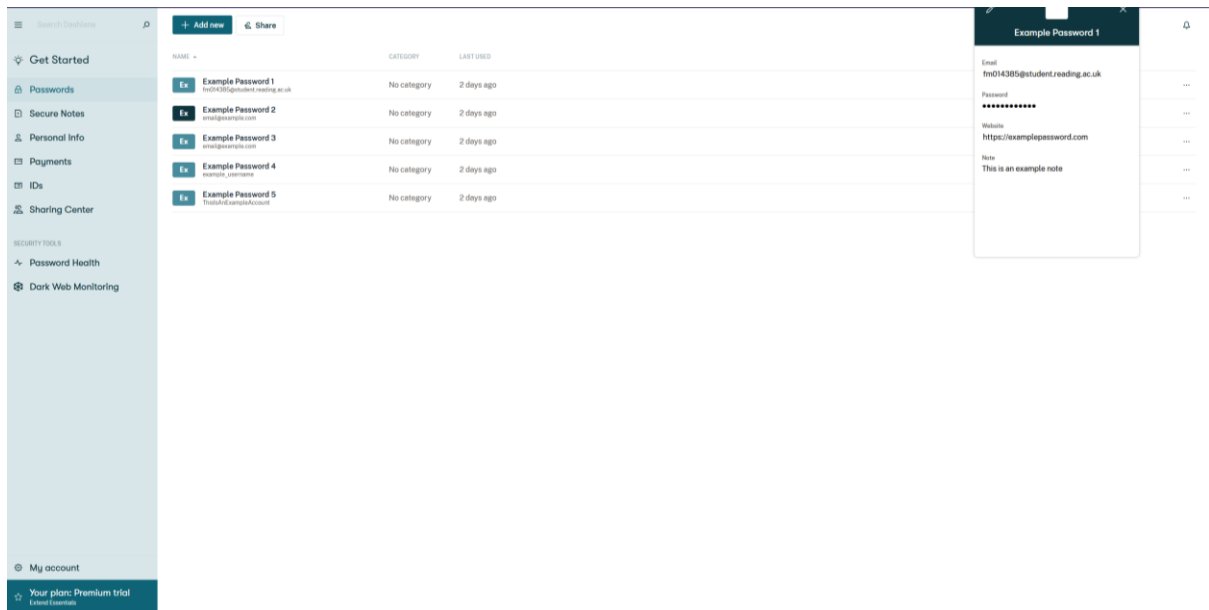 Search Dashlane
+ Add new
Share
Get Started
Passwords
Secure Notes
Personal Info
Payments
IDs
Sharing Center
SECURITY TOOLS
Password Health
Dark Web Monitoring
My account
Your plan: Premium trial
Extend Essentials
NAME CATEGORY LAST USED
Ex Example Password 1 No category 2 days ago ...
fm014385@student.reading.ac.uk
Ex Example Password 2 No category 2 days ago ...
email@example.com
Ex Example Password 3 No category 2 days ago ...
email@example.com
Ex Example Password 4 No category 2 days ago ...
example_username
Ex Example Password 5 No category 2 days ago ...
ThisIsAnExampleAccount
Example Password 1
Email
fm014385@student.reading.ac.uk
Password
••••••••••••
Website
https://examplepassword.com
Note
This is an example note